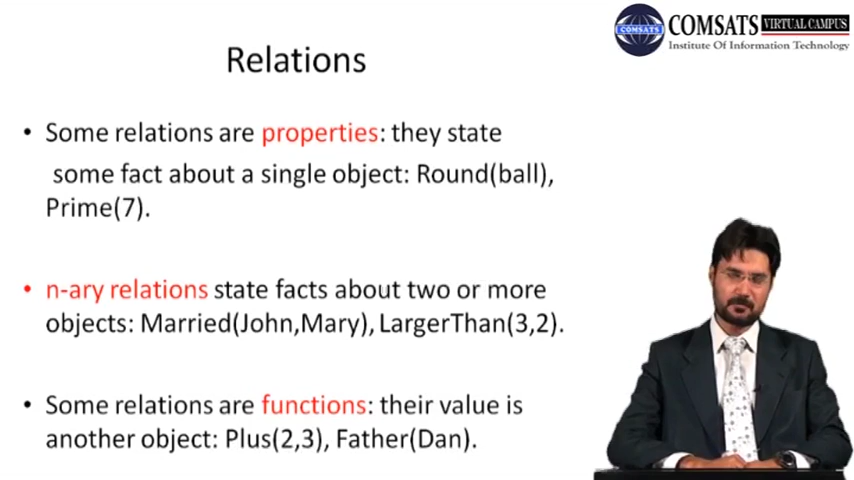 COMSATS VIRTUAL CAMPUS
Institute Of Information Technology
COMSATS
Relations
• Some relations are properties: they state
some fact about a single object: Round(ball),
Prime(7).
• n-ary relations state facts about two or more
objects: Married(John,Mary), LargerThan(3,2).
• Some relations are functions: their value is
another object: Plus(2,3), Father(Dan).